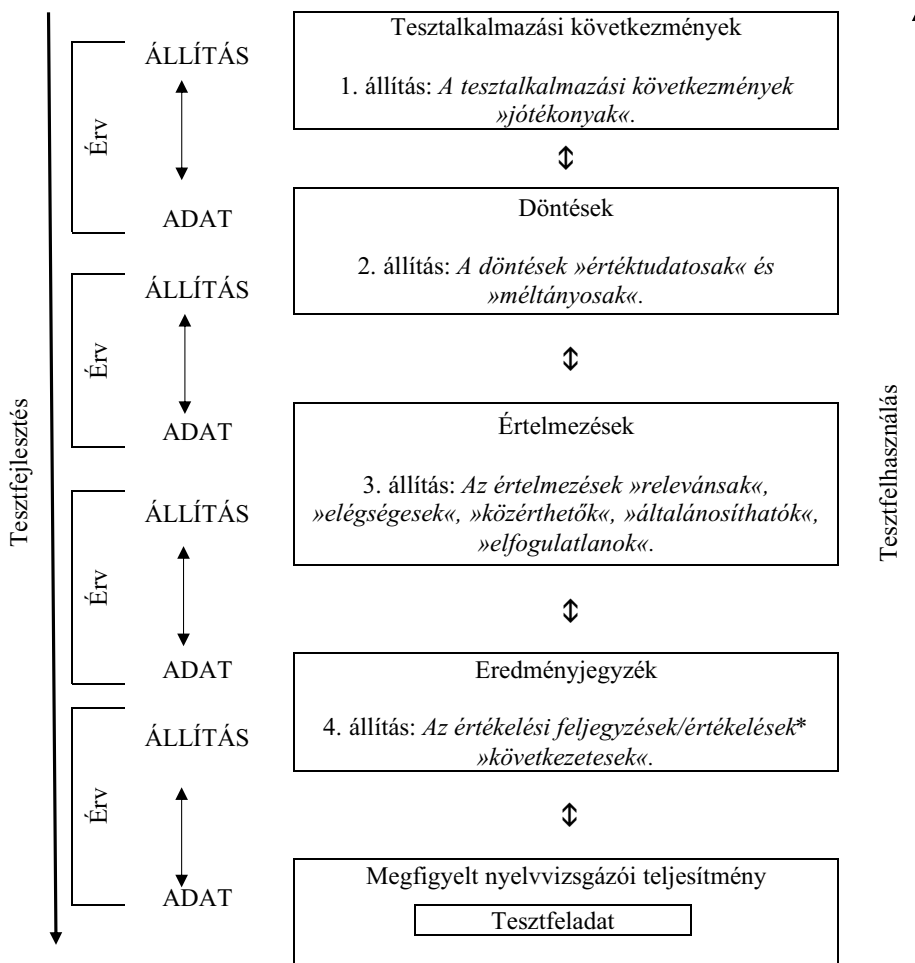 Tesztfejlesztés
Érv
ÁLLÍTÁS
ADAT
Érv
ÁLLÍTÁS
ADAT
Érv
ÁLLÍTÁS
ADAT
Érv
ÁLLÍTÁS
ADAT
Tesztalkalmazási következmények
1. állítás: A tesztalkalmazási következmények
»jótékonyak«.
Döntések
2. állítás: A döntések »értéktudatosak« és
»méltányosak«.
Értelmezések
3. állítás: Az értelmezések »relevánsak«,
»elégségesek«, »közérthetők«, »általánosíthatók«,
»elfogulatlanok«.
Eredményjegyzék
4. állítás: Az értékelési feljegyzések/értékelések*
»következetesek«.
Megfigyelt nyelvvizsgázói teljesítmény
Tesztfeladat
Tesztfelhasználás